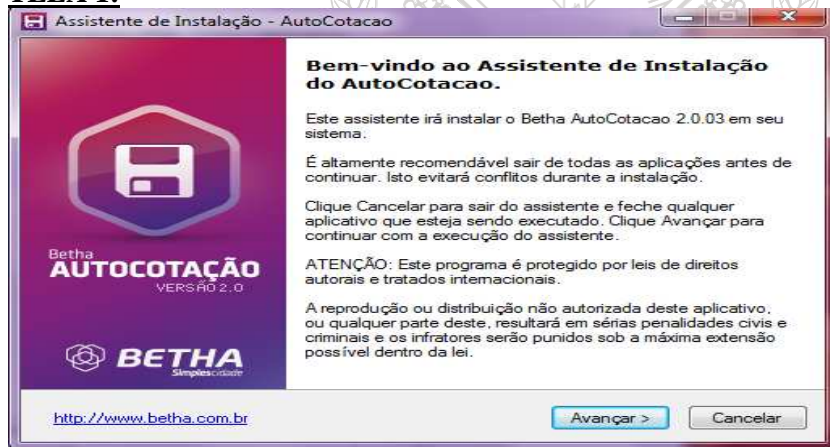 TELA 1:
Assistente de Instalação - AutoCotacao
Bem-vindo ao Assistente de Instalação
do AutoCotacao.
Este assistente irá instalar o Betha AutoCotacao 2.0.03 em seu
sistema.
É altamente recomendável sair de todas as aplicações antes de
continuar. Isto evitará conflitos durante a instalação.
Clique Cancelar para sair do assistente e feche qualquer
aplicativo que esteja sendo executado. Clique Avançar para
continuar com a execução do assistente.
ATENÇÃO: Este programa é protegido por leis de direitos
autorais e tratados internacionais.
A reprodução ou distribuição não autorizada deste aplicativo,
ou qualquer parte deste, resultará em sérias penalidades civis e
criminais e os infratores serão punidos sob a máxima extensão
possível dentro da lei.
Betha
AUTOCOTAÇÃO
VERSÃO 2.0
BETHA
Simplescidade
http://www.betha.com.br
Avançar >
Cancelar